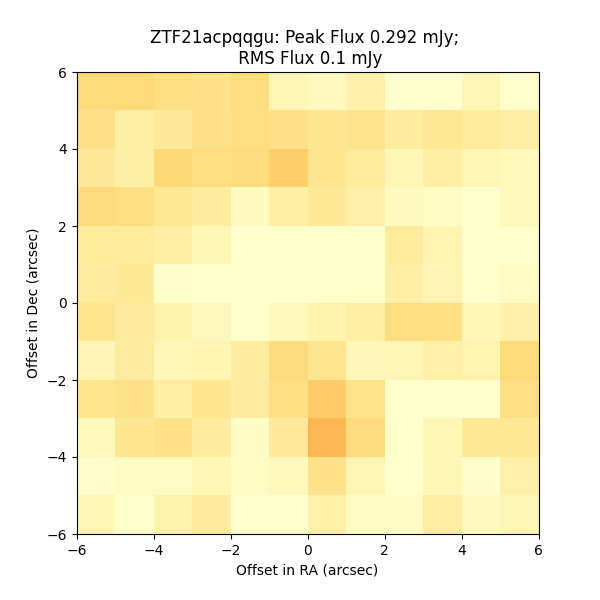 ZTF21acpqqgu: Peak Flux 0.292 mJy;
RMS Flux 0.1 mJy
6
4
2
0
−2
−4
−6
Offset in Dec (arcsec)
−6 −4 −2 0 2 4 6
Offset in RA (arcsec)